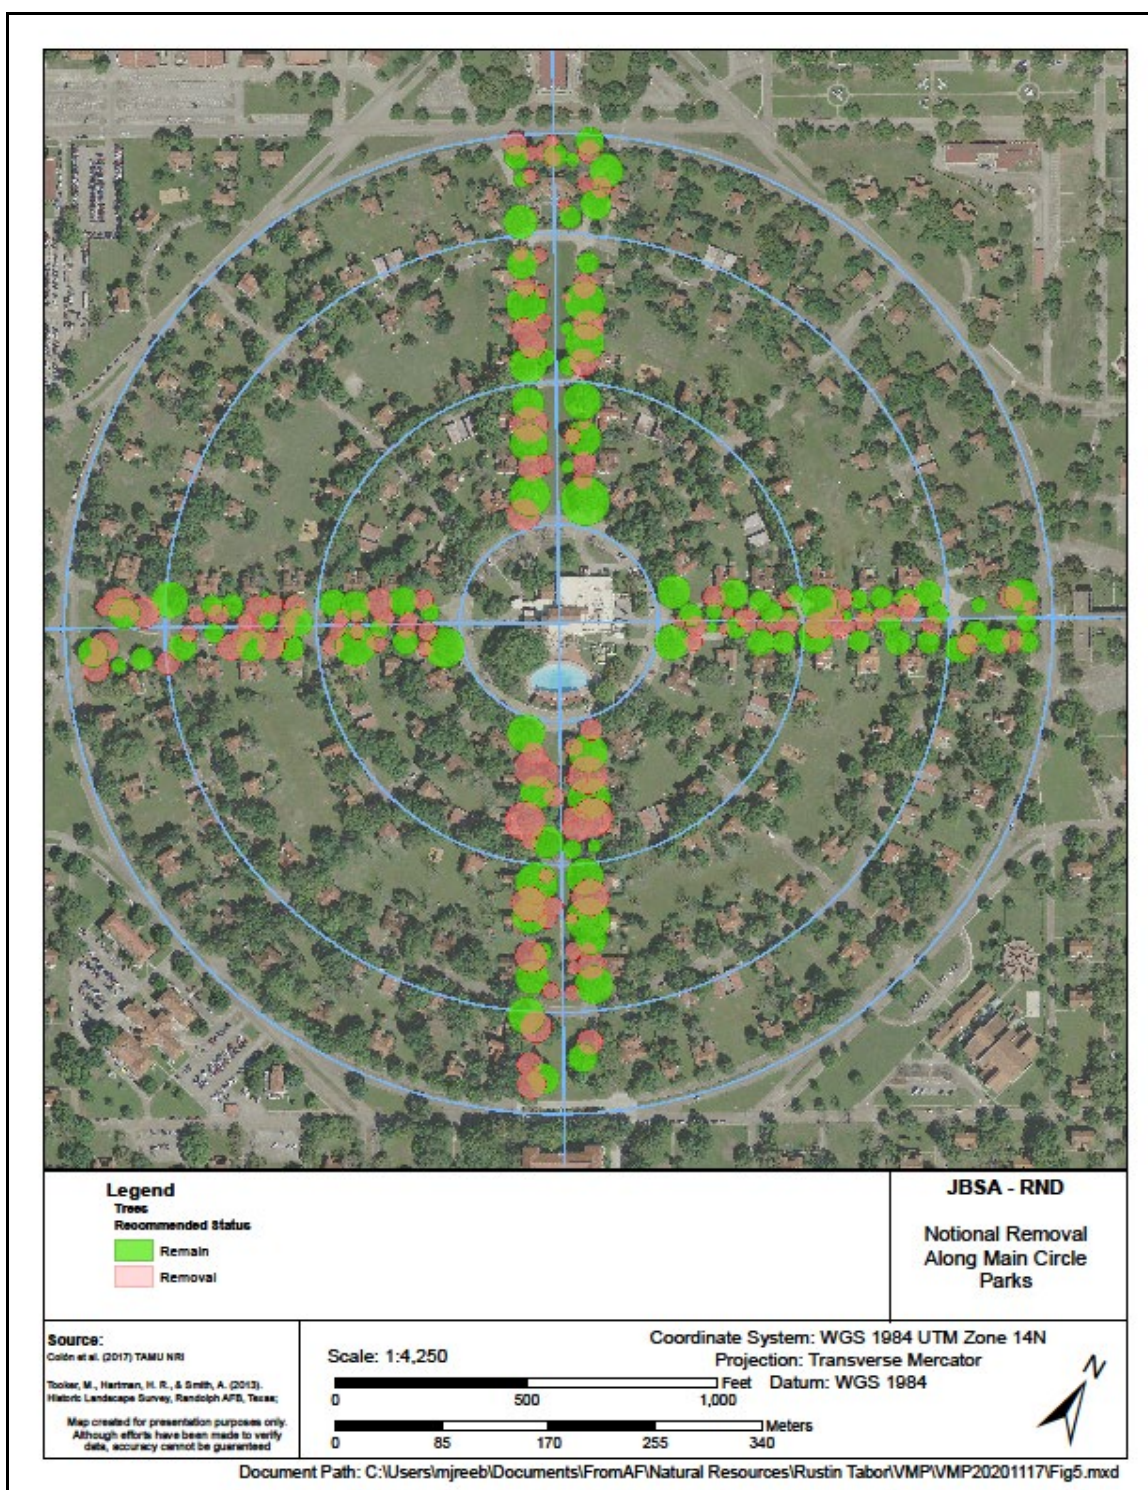 Legend
Trees
Recommended Status
Remain
Removal
JBSA - RND
Notional Removal
Along Main Circle
Parks
Source:
Colón et al. (2017) TAMU NRI
Tooker, M., Hartman, H. R., & Smith, A. (2013).
Historic Landscape Survey, Randolph AFB, Texas;
Map created for presentation purposes only.
Although efforts have been made to verify
data, accuracy cannot be guaranteed
Scale: 1:4,250
Coordinate System: WGS 1984 UTM Zone 14N
Projection: Transverse Mercator
Datum: WGS 1984
Feet
0 500 1,000
Meters
0 85 170 255 340
N
Document Path: C:\Users\mjreeb\Documents\FromAF\Natural Resources\Rustin Tabor\VMP\VMP20201117\Fig5.mxd